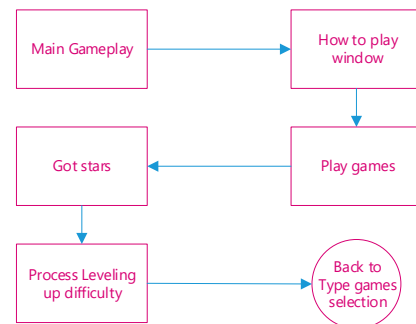 Main Gameplay
How to play
window
Play games
Got stars
Process Leveling
up difficulty
Back to
Type games
selection